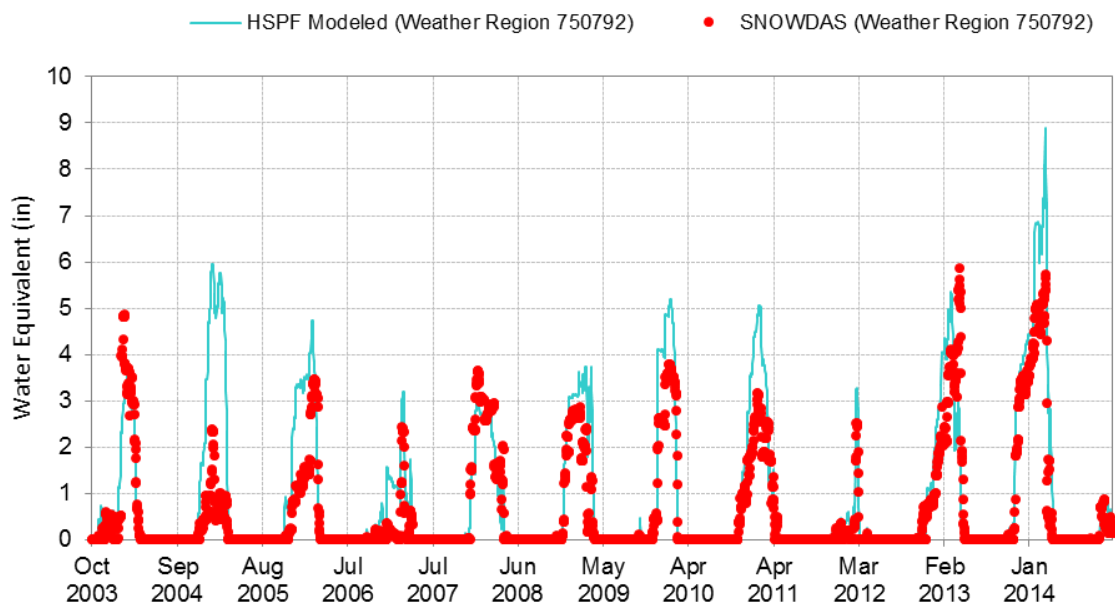 HSPF Modeled (Weather Region 750792) SNOWDAS (Weather Region 750792)
10
9
8
7
6
5
4
3
2
1
0
Water Equivalent (in)
Oct Sep Aug Jul Jul Jun May Apr Apr Mar Feb Jan
2003 2004 2005 2006 2007 2008 2009 2010 2011 2012 2013 2014